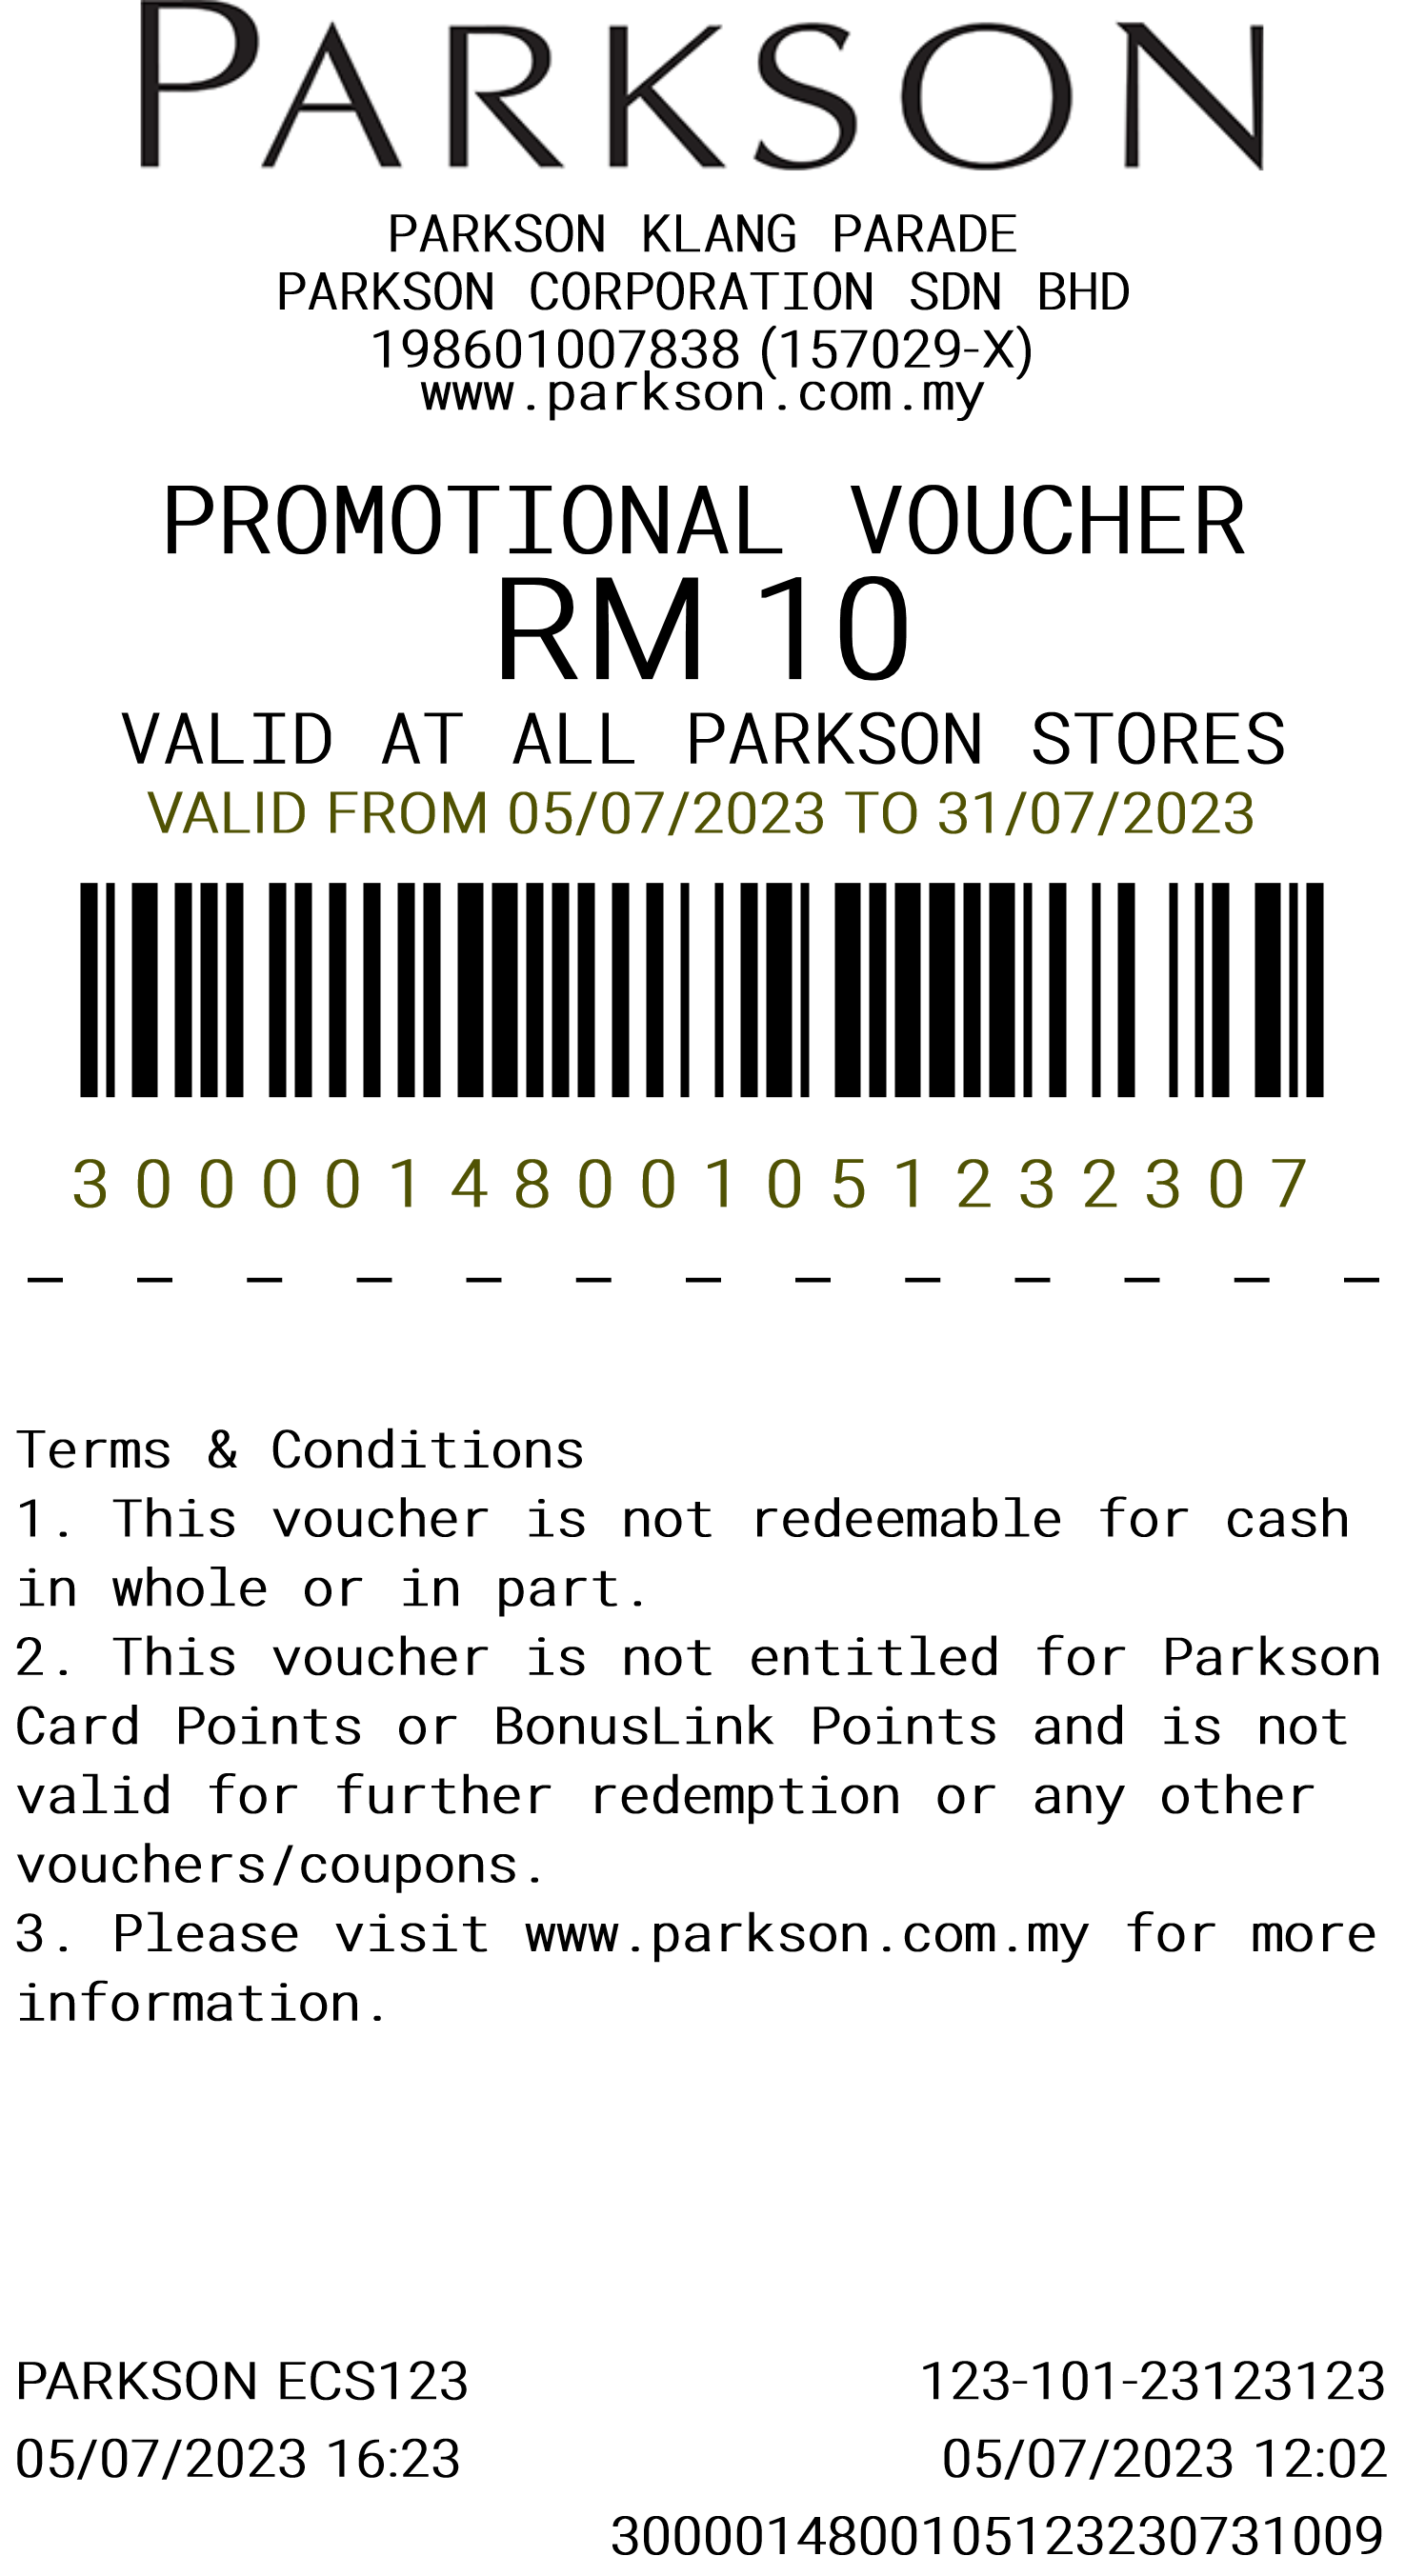 PARKSON
PARKSON KLANG PARADE
PARKSON CORPORATION SDN BHD
198601007838 (157029-X)
www.parkson.com.my
PROMOTIONAL VOUCHER
RM 10
VALID AT ALL PARKSON STORES
VALID FROM 05/07/2023 TO 31/07/2023
3 0 0 0 0 1 4 8 0 0 1 0 5 1 2 3 2 3 0 7
_ _ _ _ _ _ _ _ _ _ _ _ _
Terms & Conditions
1. This voucher is not redeemable for cash
in whole or in part.
2. This voucher is not entitled for Parkson
Card Points or BonusLink Points and is not
valid for further redemption or any other
vouchers/coupons.
3. Please visit www.parkson.com.my for more
information.
PARKSON ECS123 123-101-23123123
05/07/2023 16:23 05/07/2023 12:02
3000014800105123230731009